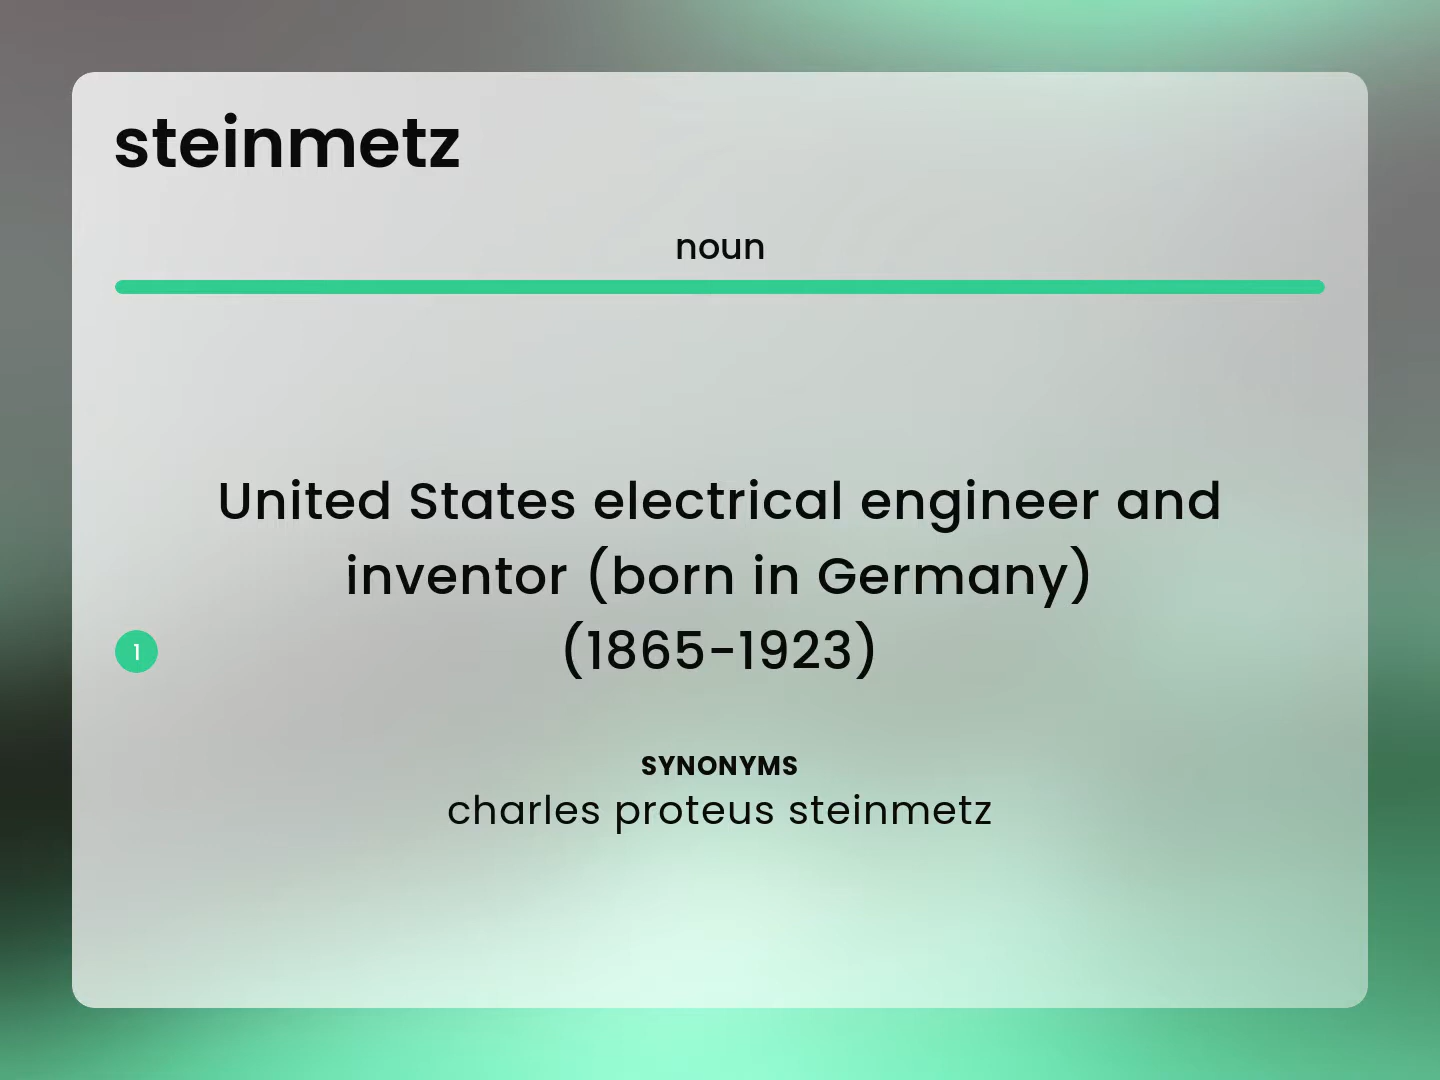 steinmetz
noun
United States electrical engineer and
inventor (born in Germany)
(1865-1923)
1
SYNONYMS
charles proteus steinmetz